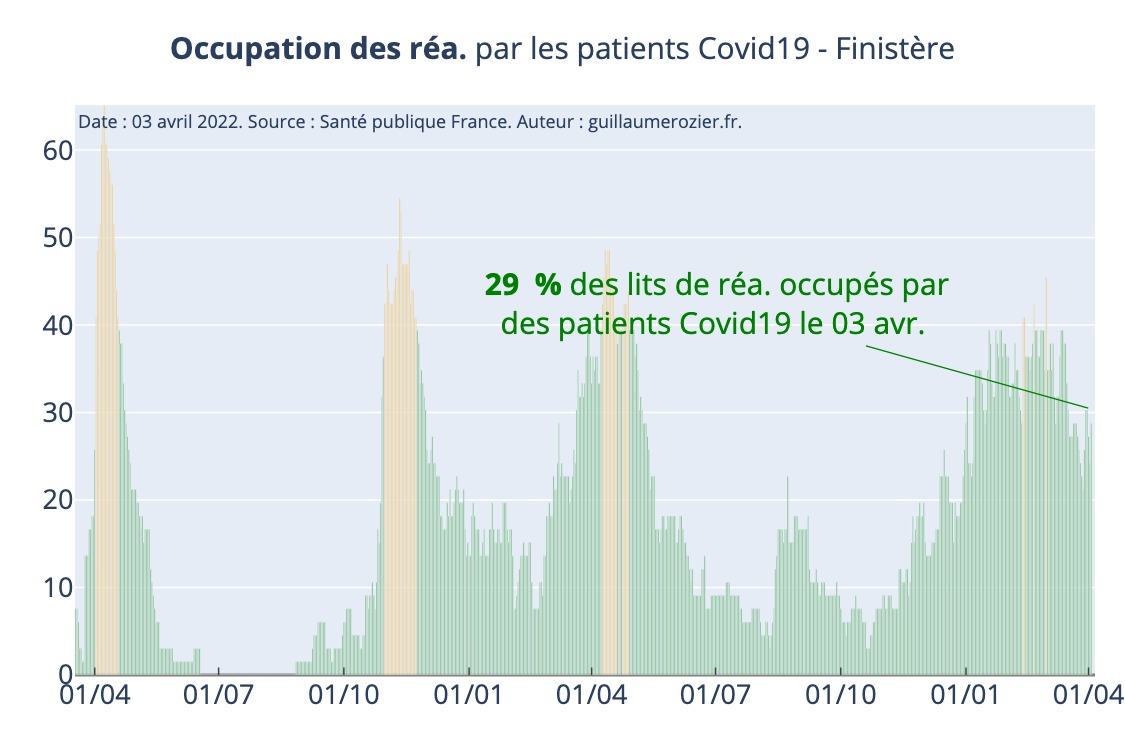 Occupation des réa. par les patients Covid19 - Finistère
Date : 03 avril 2022. Source : Santé publique France. Auteur : guillaumerozier.fr.
60
50
29 % des lits de réa. occupés par
des patients Covid19 le 03 avr.
40
30
20
10
0
01/04 01/07 01/10 01/01 01/04 01/07 01/10 01/01 01/04